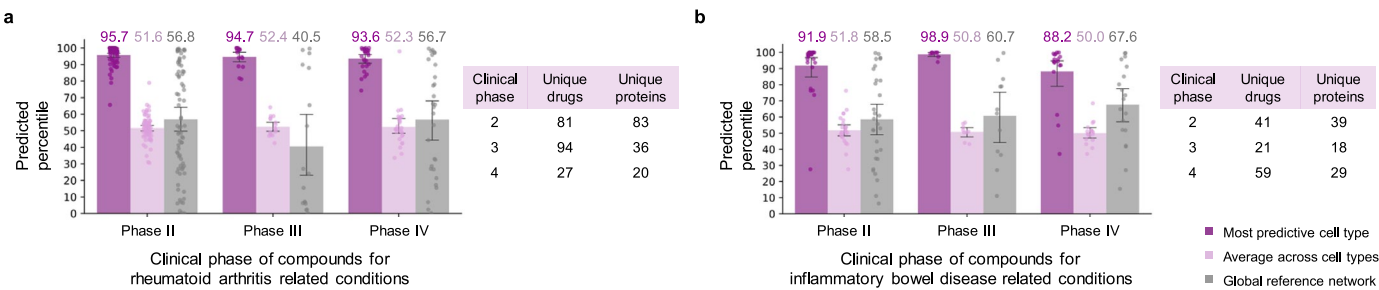 a
95.7 51.6 56.8 94.7 52.4 40.5 93.6 52.3 56.7
Predicted
percentile
100
90
80
70
60
50
40
30
20
10
0
Phase II Phase III Phase IV
Clinical phase of compounds for
rheumatoid arthritis related conditions
Clinical Unique Unique
phase drugs proteins
2 81 83
3 94 36
4 27 20
b
91.9 51.8 58.5 98.9 50.8 60.7 88.2 50.0 67.6
Predicted
percentile
100
90
80
70
60
50
40
30
20
10
0
Phase II Phase III Phase IV
Clinical phase of compounds for
inflammatory bowel disease related conditions
Clinical Unique Unique
phase drugs proteins
2 41 39
3 21 18
4 59 29
Most predictive cell type
Average across cell types
Global reference network